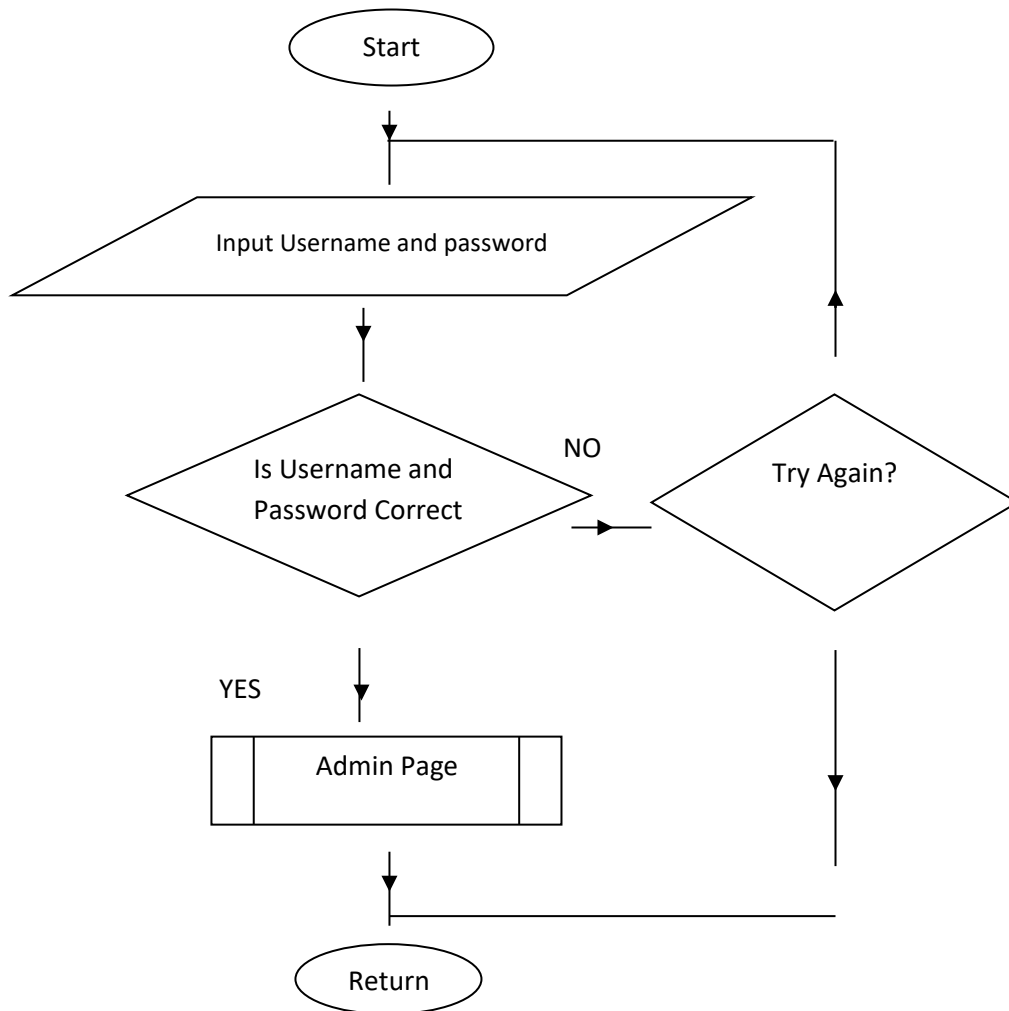 Start
Input Username and password
Is Username and
Password Correct
NO
Try Again?
YES
Admin Page
Return